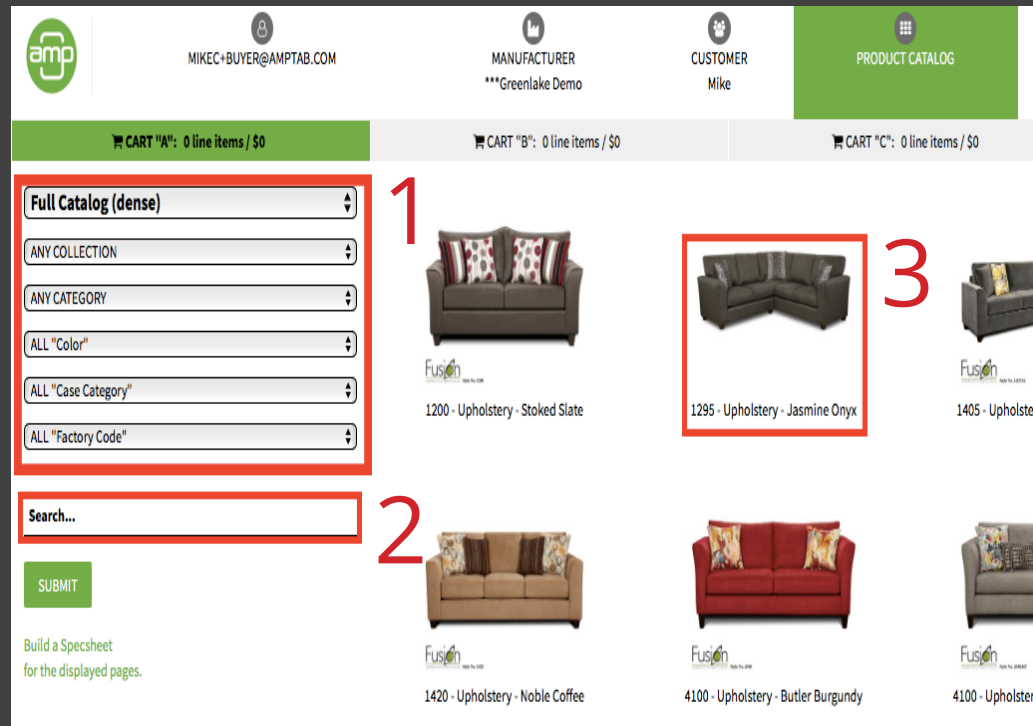 amp
MIKEC+BUYER@AMPTAB.COM
MANUFACTURER
***Greenlake Demo
CUSTOMER
Mike
PRODUCT CATALOG
CART "A": 0 line items / $0
CART "B": 0 line items / $0
CART "C": 0 line items / $0
Full Catalog (dense)
ANY COLLECTION
ANY CATEGORY
ALL "Color"
ALL "Case Category"
ALL "Factory Code"
1
Search...
2
SUBMIT
Build a Specsheet
for the displayed pages.
3
Fusion
1200 - Upholstery - Stoked Slate
1295 - Upholstery - Jasmine Onyx
Fusion
1405 - Upholste
Fusion
1420 - Upholstery - Noble Coffee
Fusion
4100 - Upholstery - Butler Burgundy
Fusion
4100 - Upholster